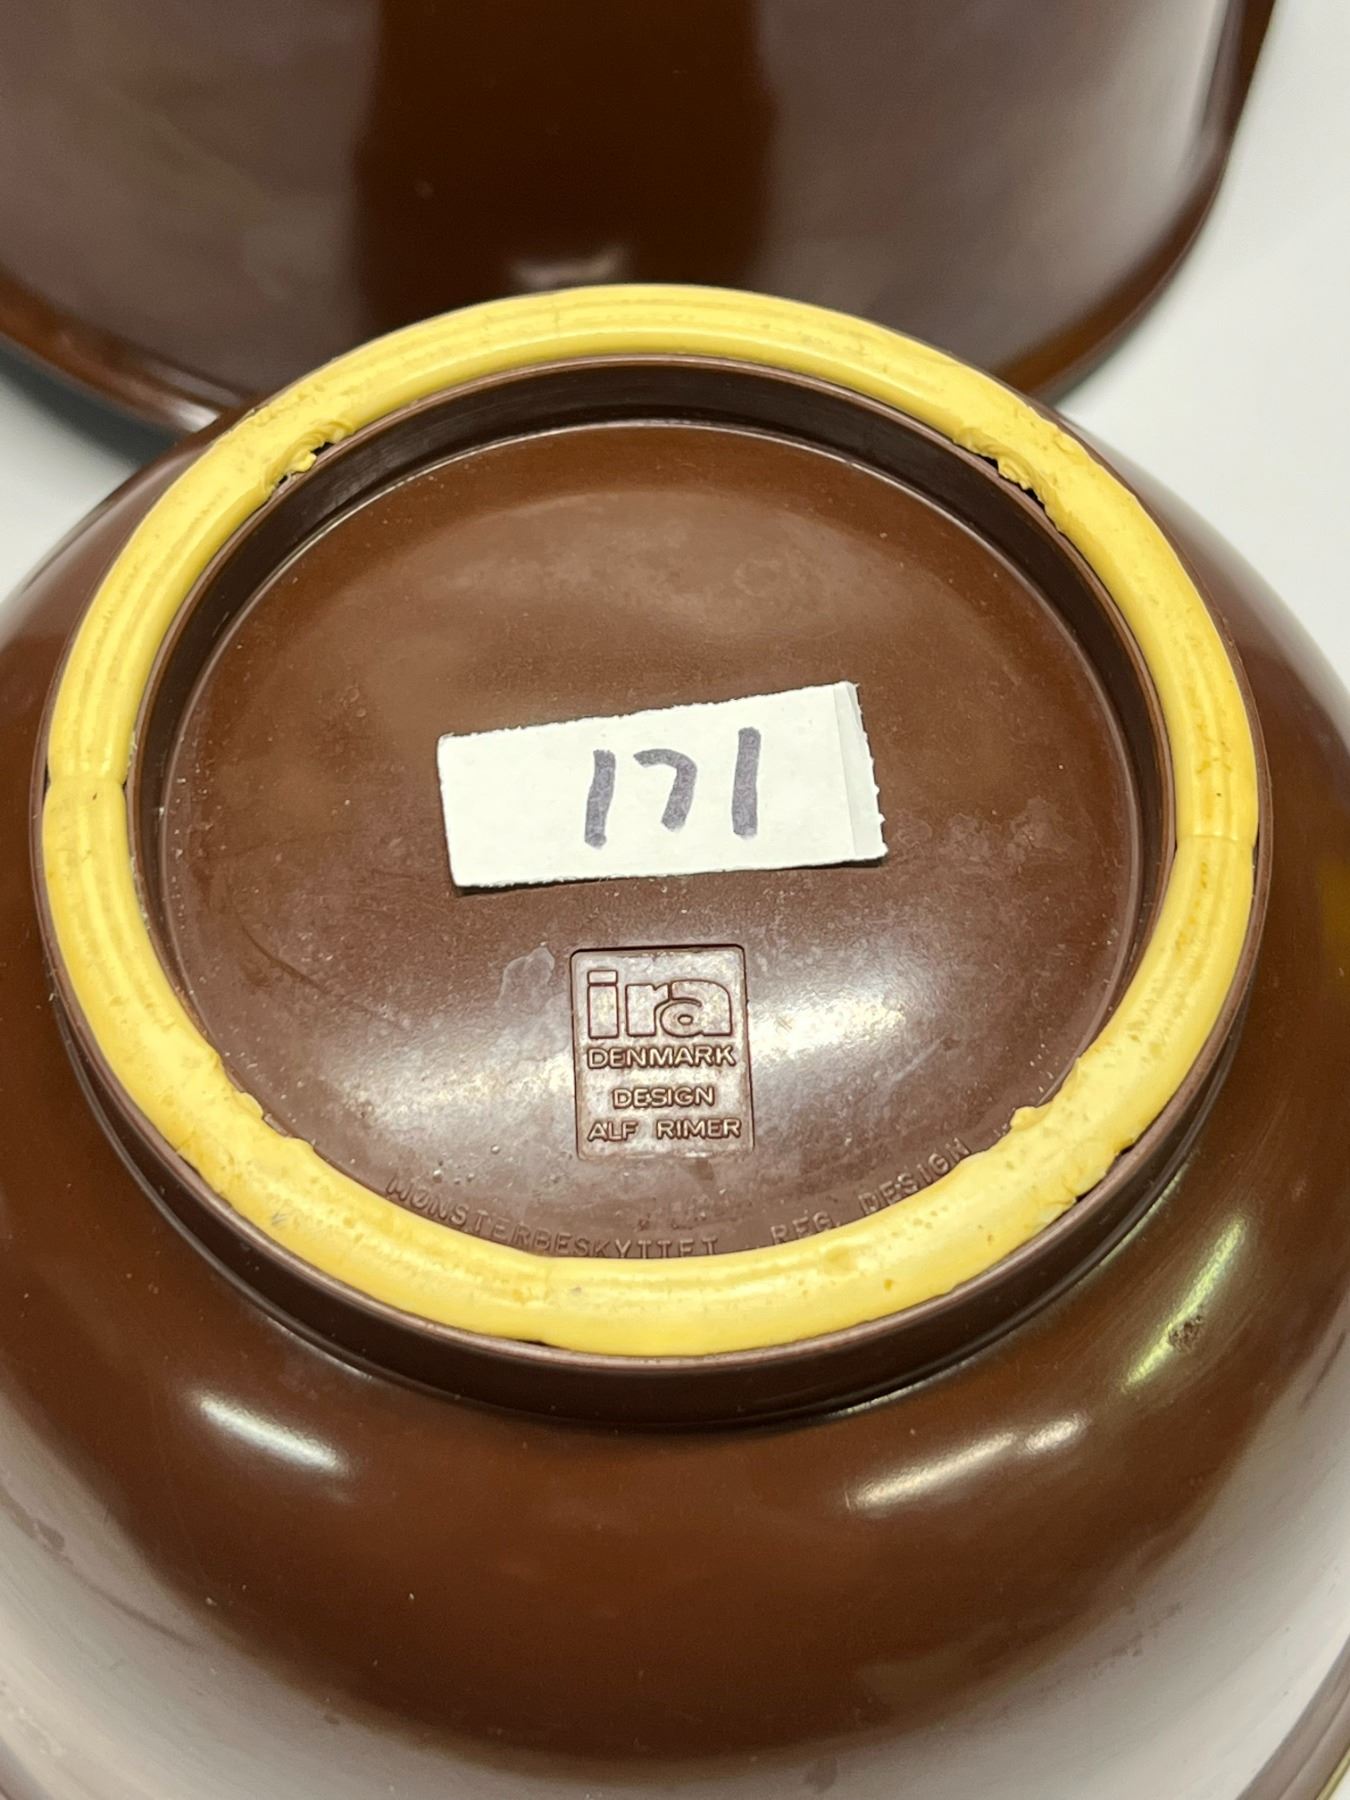 171
ira
DENMARK
DESIGN
ALF RIMER
MØNSTERBESKYTTET REG. DESIGN